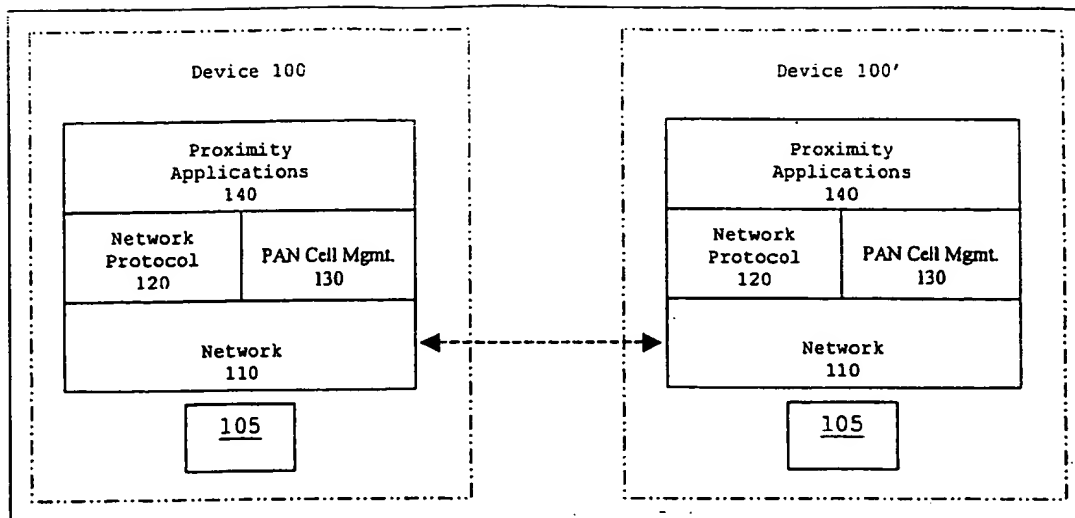 Device 100
Proximity
Applications
140
Network
Protocol
120
PAN Cell Mgmt.
130
Network
110
105
Device 100'
Proximity
Applications
140
Network
Protocol
120
PAN Cell Mgmt.
130
Network
110
105